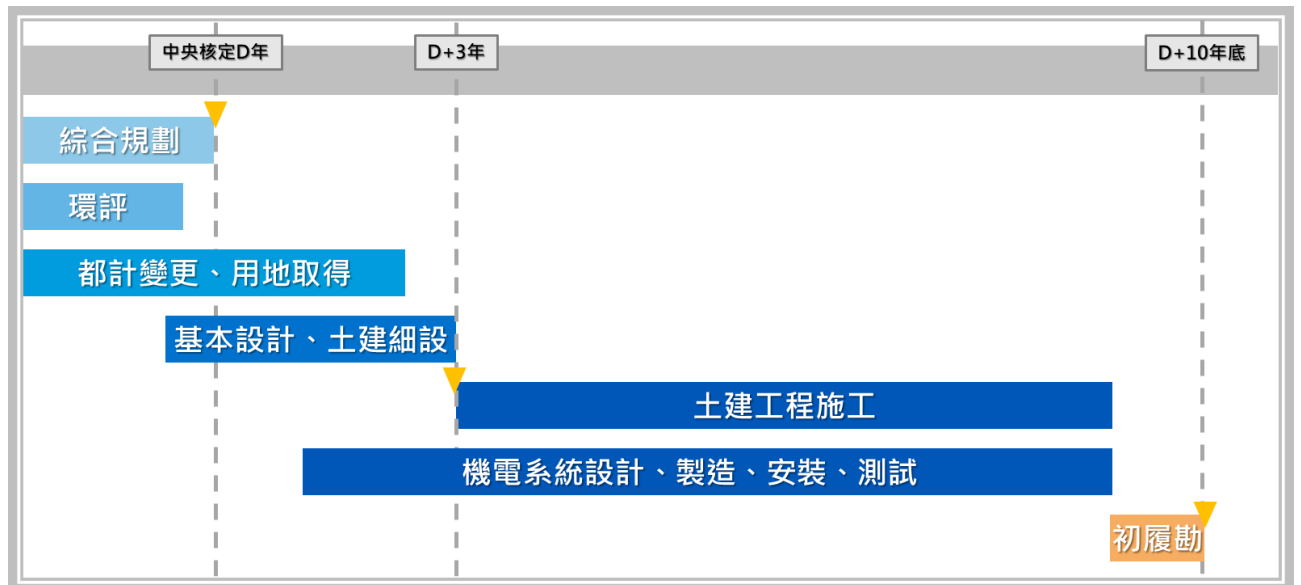 中央核定D年
D+3年
D+10年底
綜合規劃
環評
都計變更、用地取得
基本設計、土建細設
土建工程施工
機電系統設計、製造、安裝、測試
初履勘